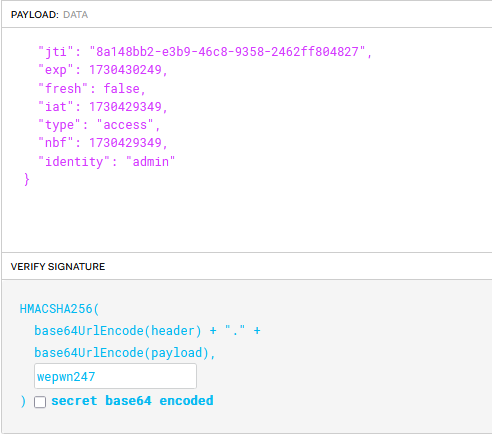 PAYLOAD: DATA
"jti": "8a148bb2-e3b9-46c8-9358-2462ff804827",
"exp": 1730430249,
"fresh": false,
"iat": 1730429349,
"type": "access",
"nbf": 1730429349,
"identity": "admin"
}
VERIFY SIGNATURE
HMACSHA256(
base64UrlEncode(header) + "." +
base64UrlEncode(payload),
wepwn247
) secret base64 encoded